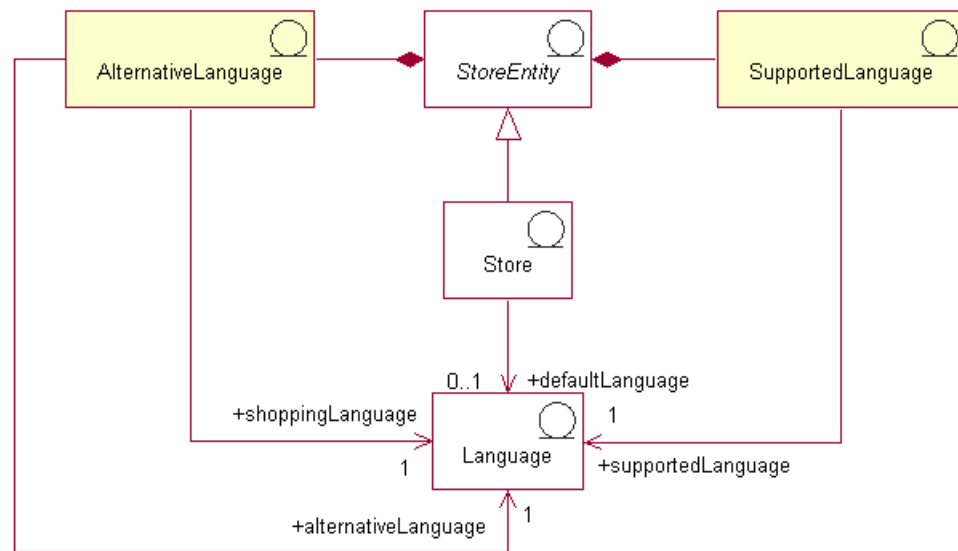 AlternativeLanguage
StoreEntity
SupportedLanguage
Store
0..1
+defaultLanguage
+shoppingLanguage
1
1
Language
+supportedLanguage
+alternativeLanguage
1